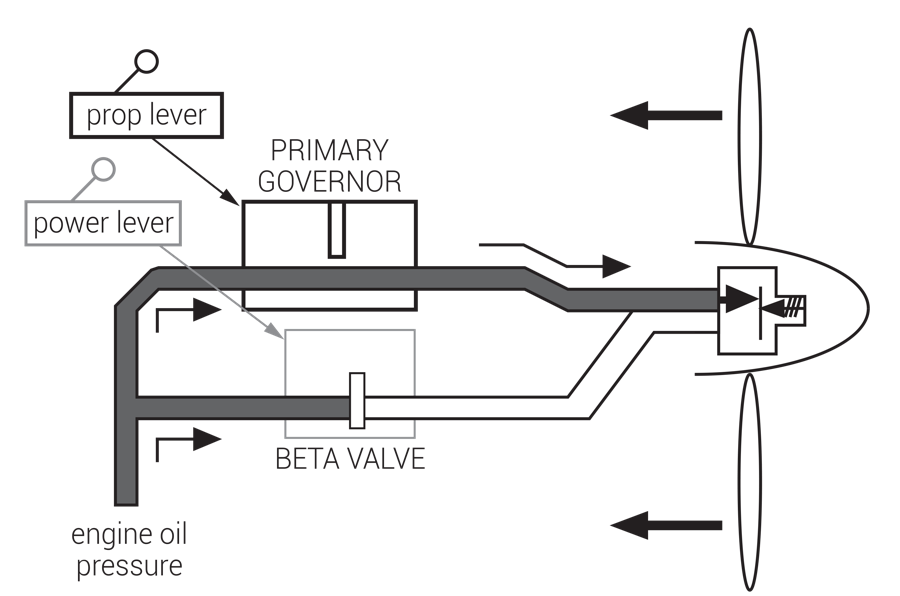 prop lever
PRIMARY
GOVERNOR
power lever
BETA VALVE
engine oil
pressure